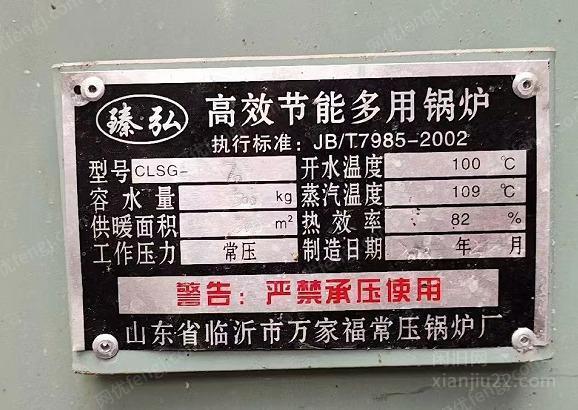 臻弘
高效节能多用锅炉
执行标准：JB/T7985-2002
型号 CLSG-
开水温度 100 ℃
容水量 kg
蒸汽温度 109 ℃
供暖面积 m²
热效率 82 %
工作压力 常压
制造日期 年 月
警告：严禁承压使用
山东省临沂市万家福常压锅炉厂
闲旧网
xianjiu22.com